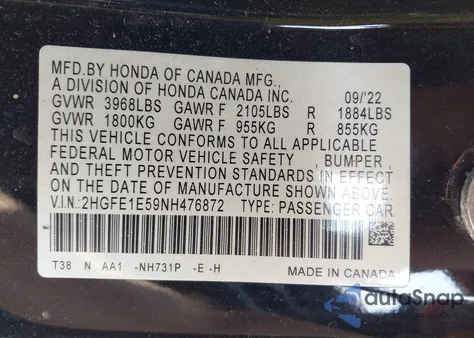 MFD.BY HONDA OF CANADA MFG.,
A DIVISION OF HONDA CANADA INC. 09/'22
GVWR 3968LBS GAWR F 2105LBS R 1884LBS
GVWR 1800KG GAWR F 955KG R 855KG
THIS VEHICLE CONFORMS TO ALL APPLICABLE
FEDERAL MOTOR VEHICLE SAFETY , BUMPER ,
AND THEFT PREVENTION STANDARDS IN EFFECT
ON THE DATE OF MANUFACTURE SHOWN ABOVE.
V.I.N.:2HGFE1E59NH476872 TYPE: PASSENGER CAR
T38 N AA1 -NH731P -E -H MADE IN CANADA
autoSnap